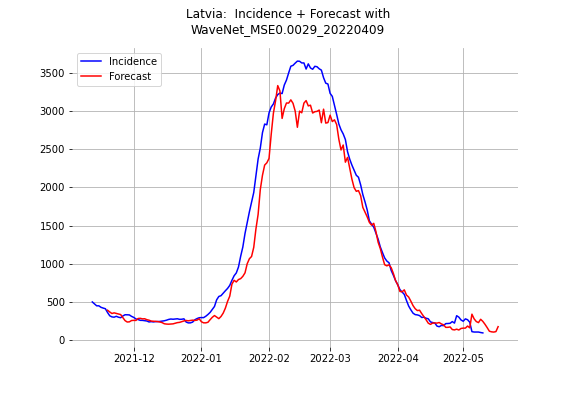 Latvia:  Incidence + Forecast with
WaveNet_MSE0.0029_20220409
Incidence
Forecast
3500
3000
2500
2000
1500
1000
500
0
2021-12 2022-01 2022-02 2022-03 2022-04 2022-05